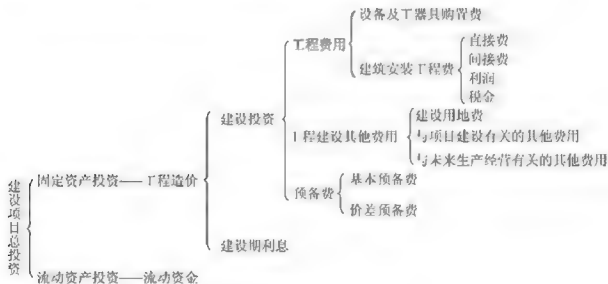 设备及工器具购置费
工程费用
直接费
间接费
建筑安装工程费
利润
税金
建设投资
建设用地费
工程建设其他费用
与项目建设有关的其他费用
与未来生产经营有关的其他费用
固定资产投资——工程造价
基本预备费
预备费
价差预备费
建设项目总投资
建设期利息
流动资产投资——流动资金